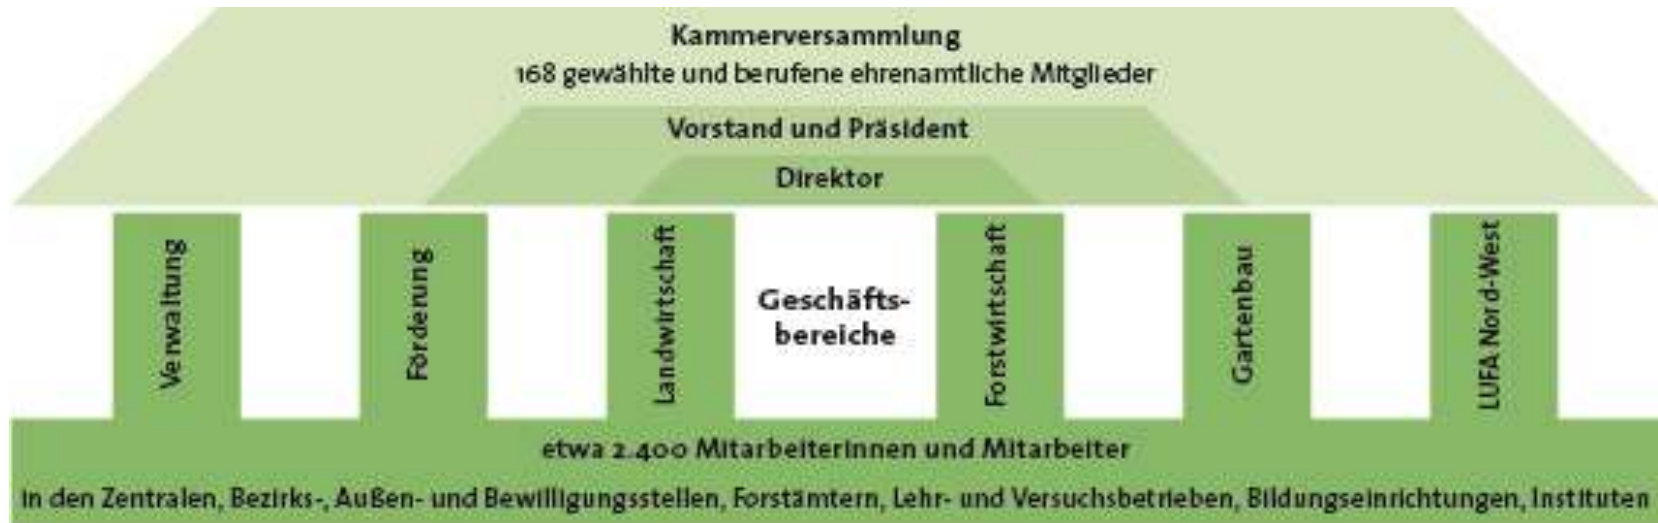 Kammerversammlung
168 gewählte und berufene ehrenamtliche Mitglieder
Vorstand und Präsident
Direktor
Verwaltung
Förderung
Landwirtschaft
Geschäfts-
bereiche
Forstwirtschaft
Gartenbau
LUFA Nord-West
etwa 2.400 Mitarbeiterinnen und Mitarbeiter
in den Zentralen, Bezirks-, Außen- und Bewilligungsstellen, Forstämtern, Lehr- und Versuchsbetrieben, Bildungseinrichtungen, Instituten